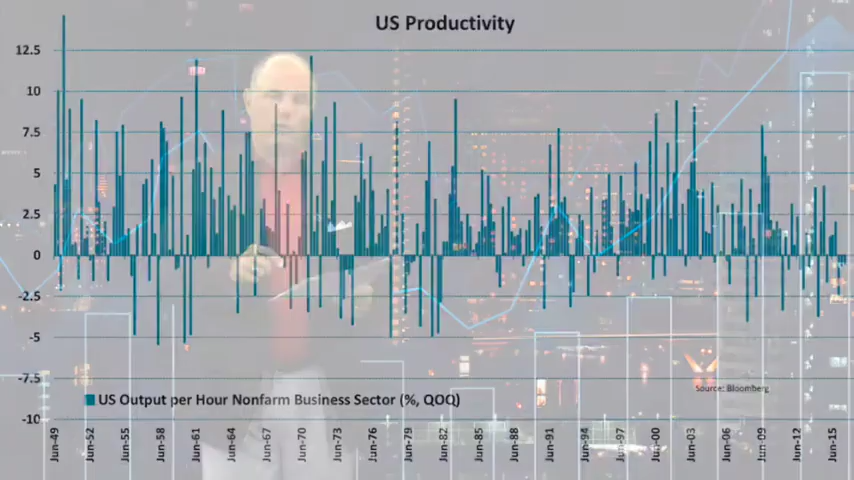 US Productivity
12.5
10
7.5
5
2.5
0
-2.5
-5
-7.5
-10
Source: Bloomberg
US Output per Hour Nonfarm Business Sector (%, QOQ)
Jun-49
Jun-52
Jun-55
Jun-58
Jun-61
Jun-64
Jun-67
Jun-70
Jun-73
Jun-76
Jun-79
Jun-82
Jun-85
Jun-88
Jun-91
Jun-94
Jun-97
Jun-00
Jun-03
Jun-06
Jun-09
Jun-12
Jun-15